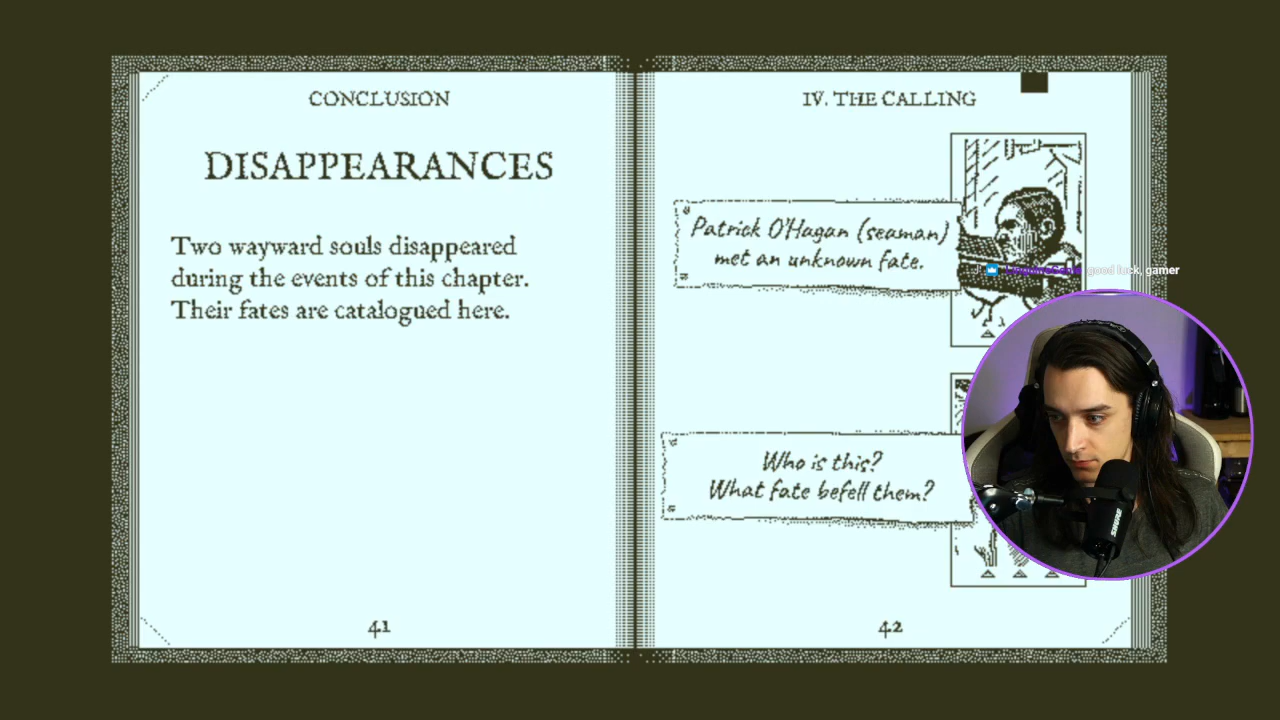 CONCLUSION
DISAPPEARANCES
Two wayward souls disappeared
during the events of this chapter.
Their fates are catalogued here.
41
IV. THE CALLING
Patrick O'Hagan (seaman)
met an unknown fate.
good luck, gamer
Who is this?
What fate befell them?
SHURE
42